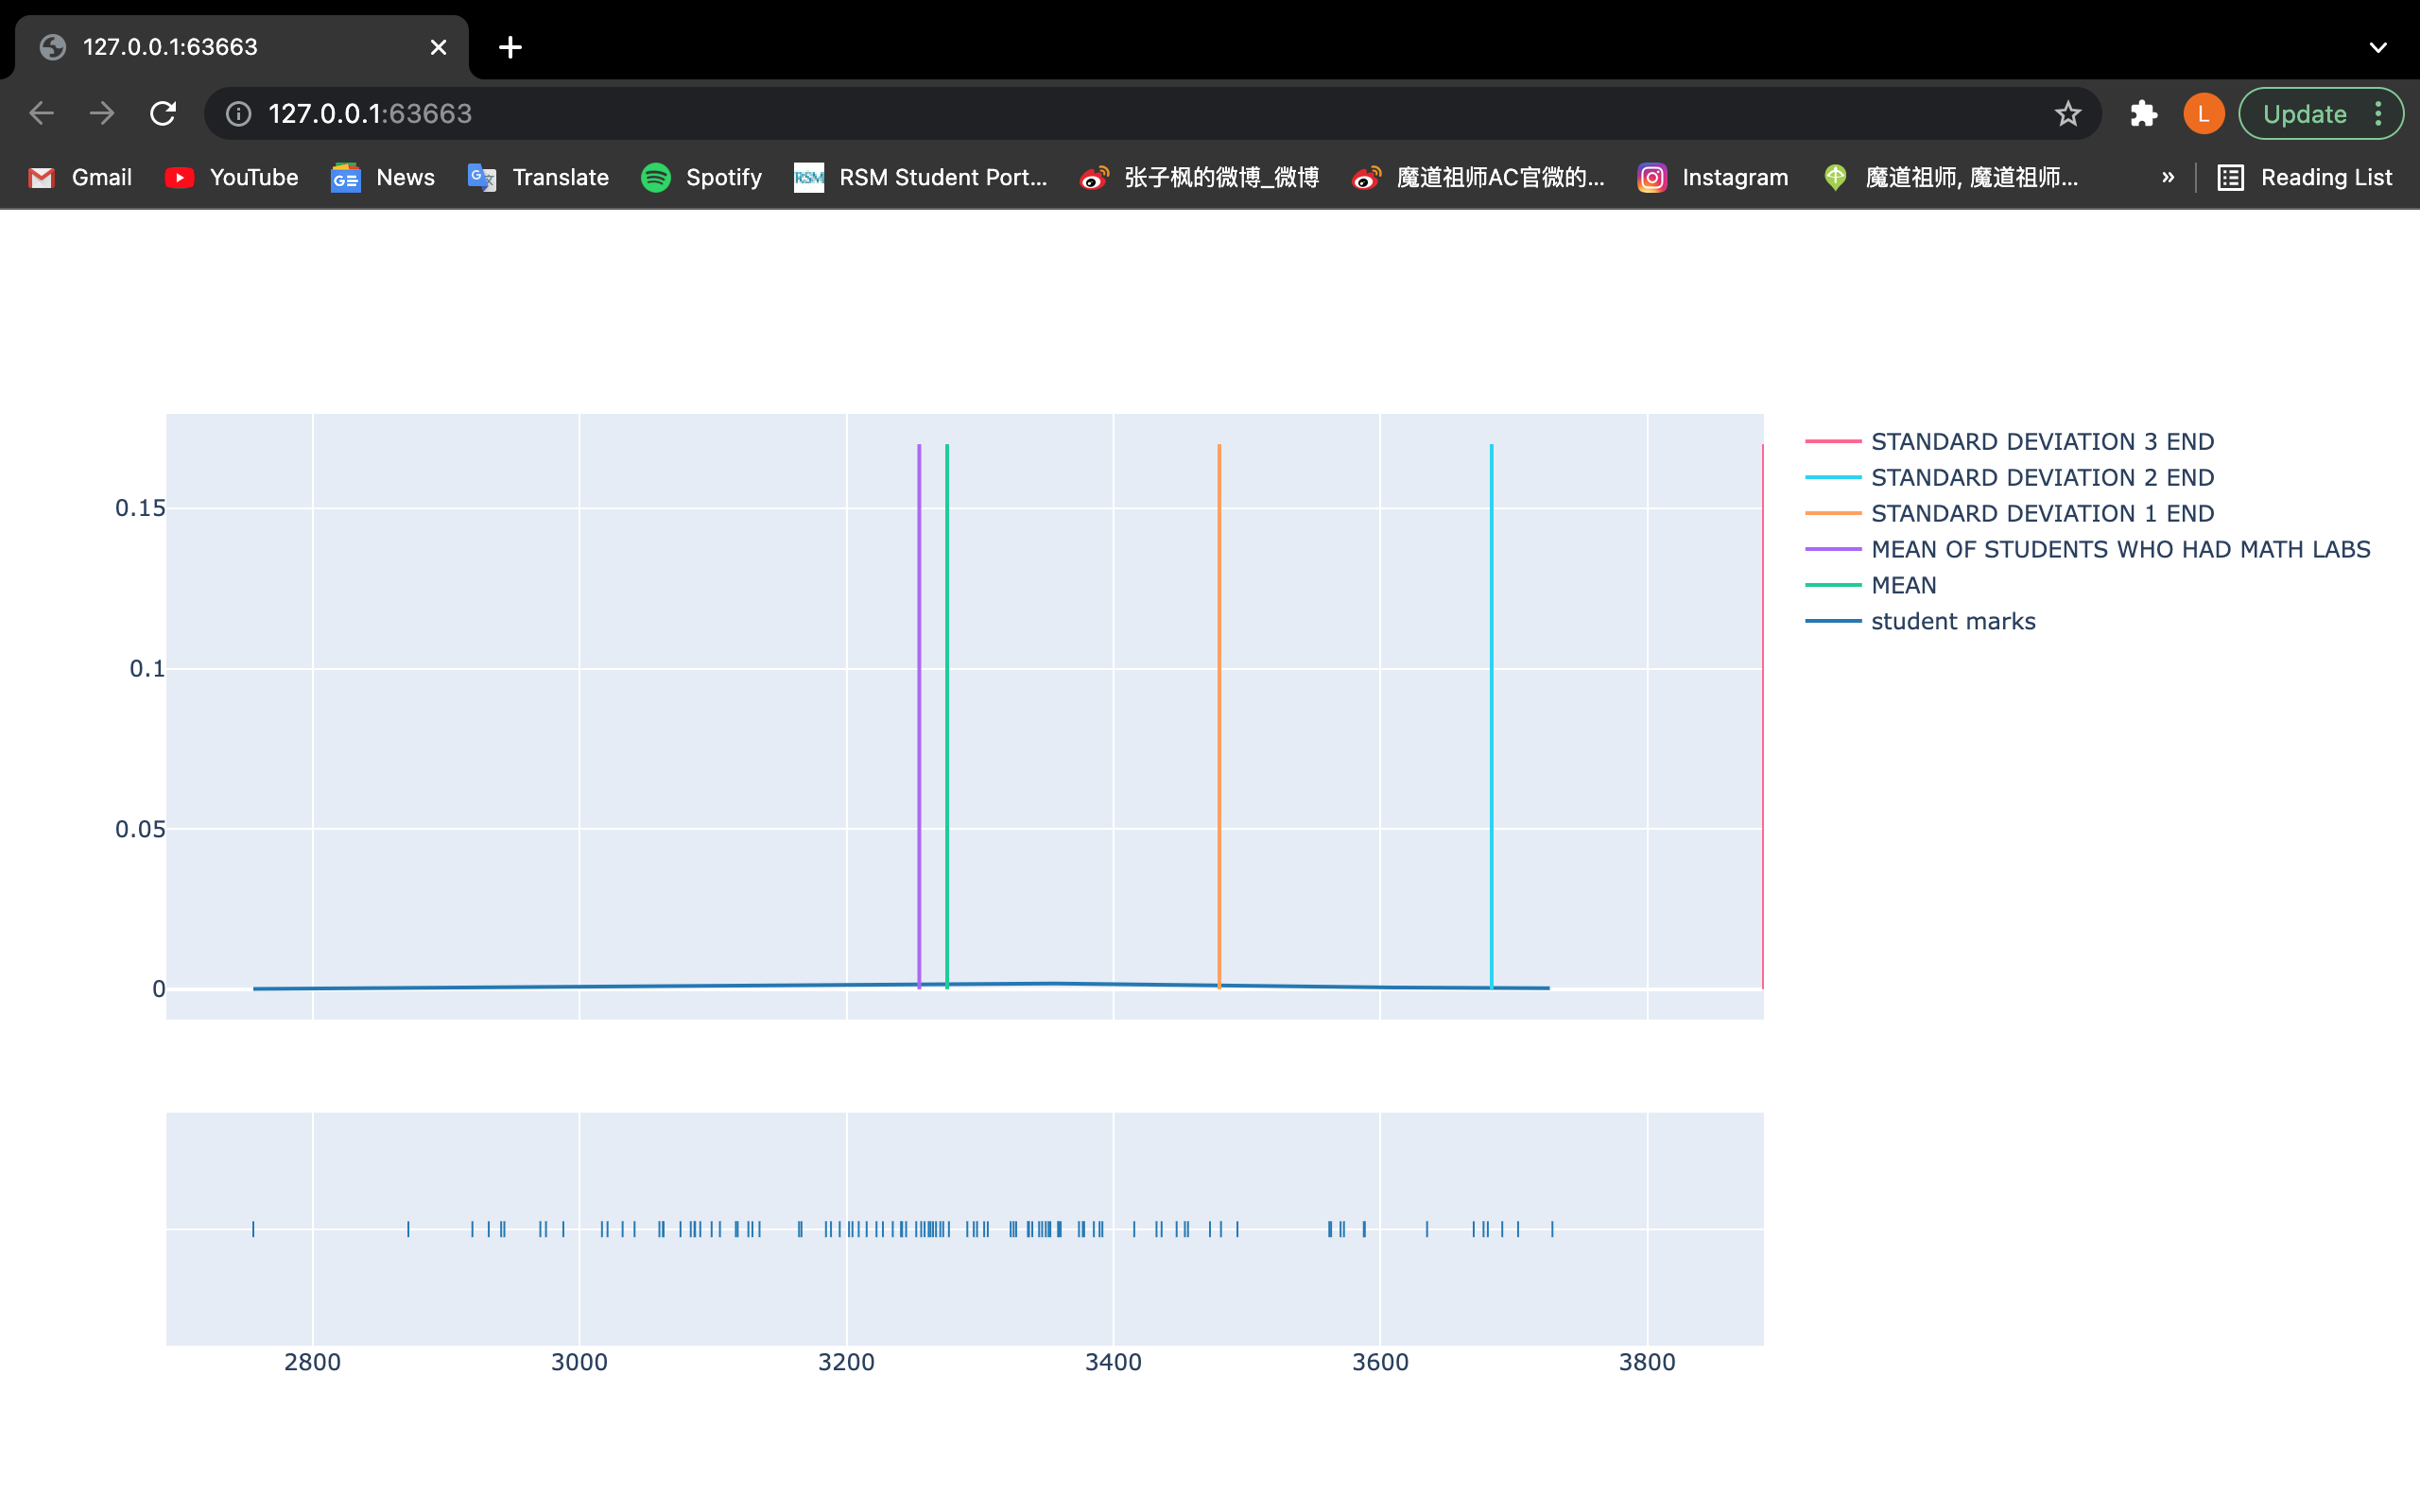 127.0.0.1:63663
127.0.0.1:63663
L
Update
Gmail
YouTube
News
Translate
Spotify
RSM
RSM Student Port...
张子枫的微博_微博
魔道祖师AC官微的...
Instagram
魔道祖师, 魔道祖师...
»
Reading List
STANDARD DEVIATION 3 END
STANDARD DEVIATION 2 END
STANDARD DEVIATION 1 END
MEAN OF STUDENTS WHO HAD MATH LABS
MEAN
student marks
0.15
0.1
0.05
0
2800 3000 3200 3400 3600 3800